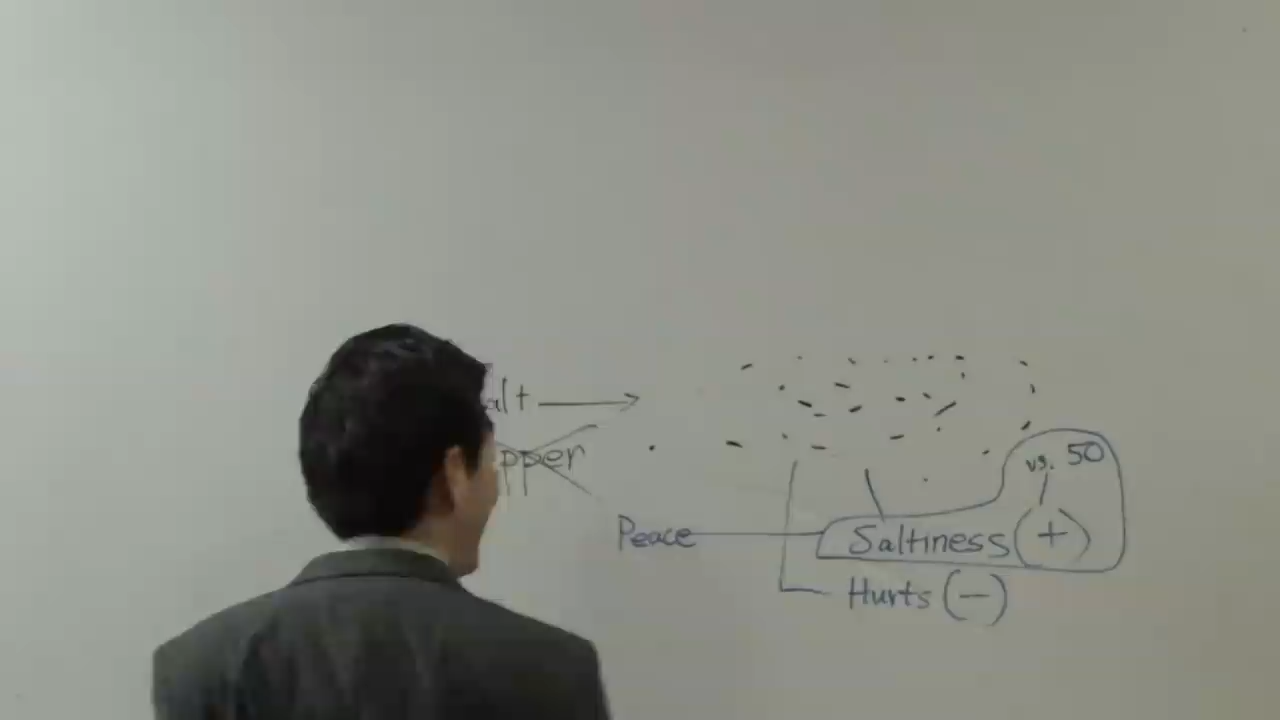 alt
pper
vs. 50
Peace
Saltiness (+)
Hurts (-)